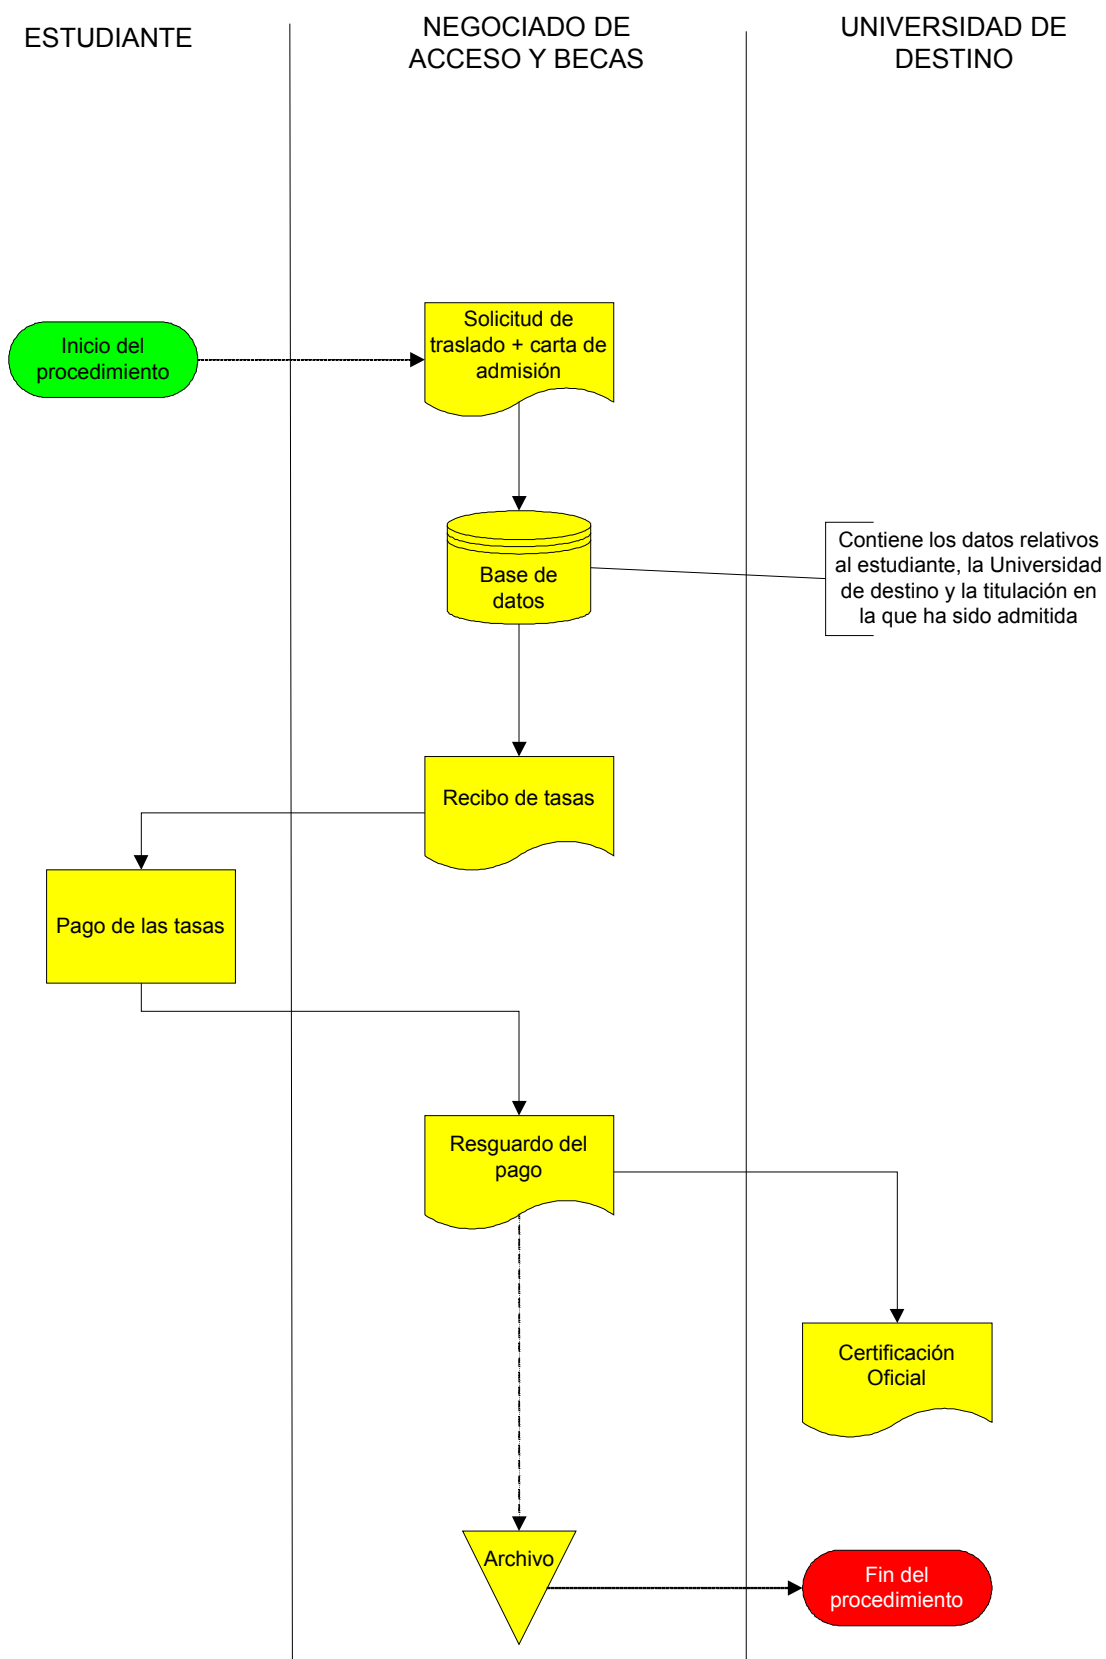 ESTUDIANTE
NEGOCIADO DE
ACCESO Y BECAS
UNIVERSIDAD DE
DESTINO
Inicio del
procedimiento
Solicitud de
traslado + carta de
admisión
Base de
datos
Contiene los datos relativos
al estudiante, la Universidad
de destino y la titulación en
la que ha sido admitida
Recibo de tasas
Pago de las tasas
Resguardo del
pago
Certificación
Oficial
Archivo
Fin del
procedimiento